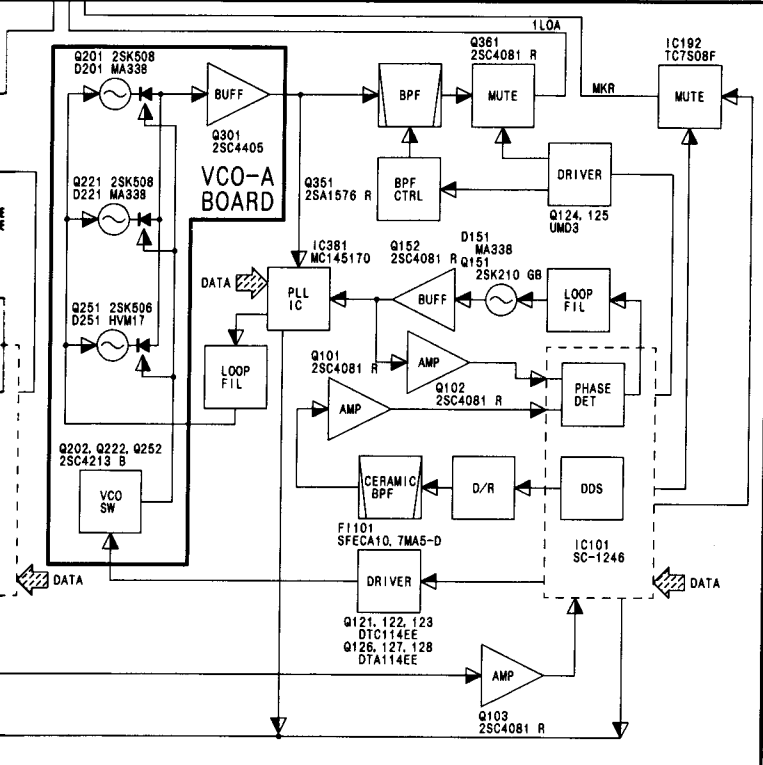 1LOA
Q201 2SK508
D201 MA338
BUFF
Q301
2SC4405
VCO-A
BOARD
Q221 2SK508
D221 MA338
Q251 2SK506
D251 HVM17
Q202, Q222, Q252
2SC4213 B
VCO
SW
DATA
BPF
Q361
2SC4081 R
MUTE
MKR
IC192
TC7S08F
MUTE
Q351
2SA1576 R
BPF
CTRL
DRIVER
Q124, 125
UMD3
IC381
MC145170
DATA
PLL
IC
Q152
2SC4081 R
BUFF
D151
MA338
Q151
2SK210 GB
LOOP
FIL
LOOP
FIL
Q101
2SC4081 R
AMP
AMP
Q102
2SC4081 R
PHASE
DET
CERAMIC
BPF
FI101
SFECA10.7MA5-D
D/R
DDS
IC101
SC-1246
DATA
DRIVER
Q121, 122, 123
DTC114EE
Q126, 127, 128
DTA114EE
AMP
Q103
2SC4081 R